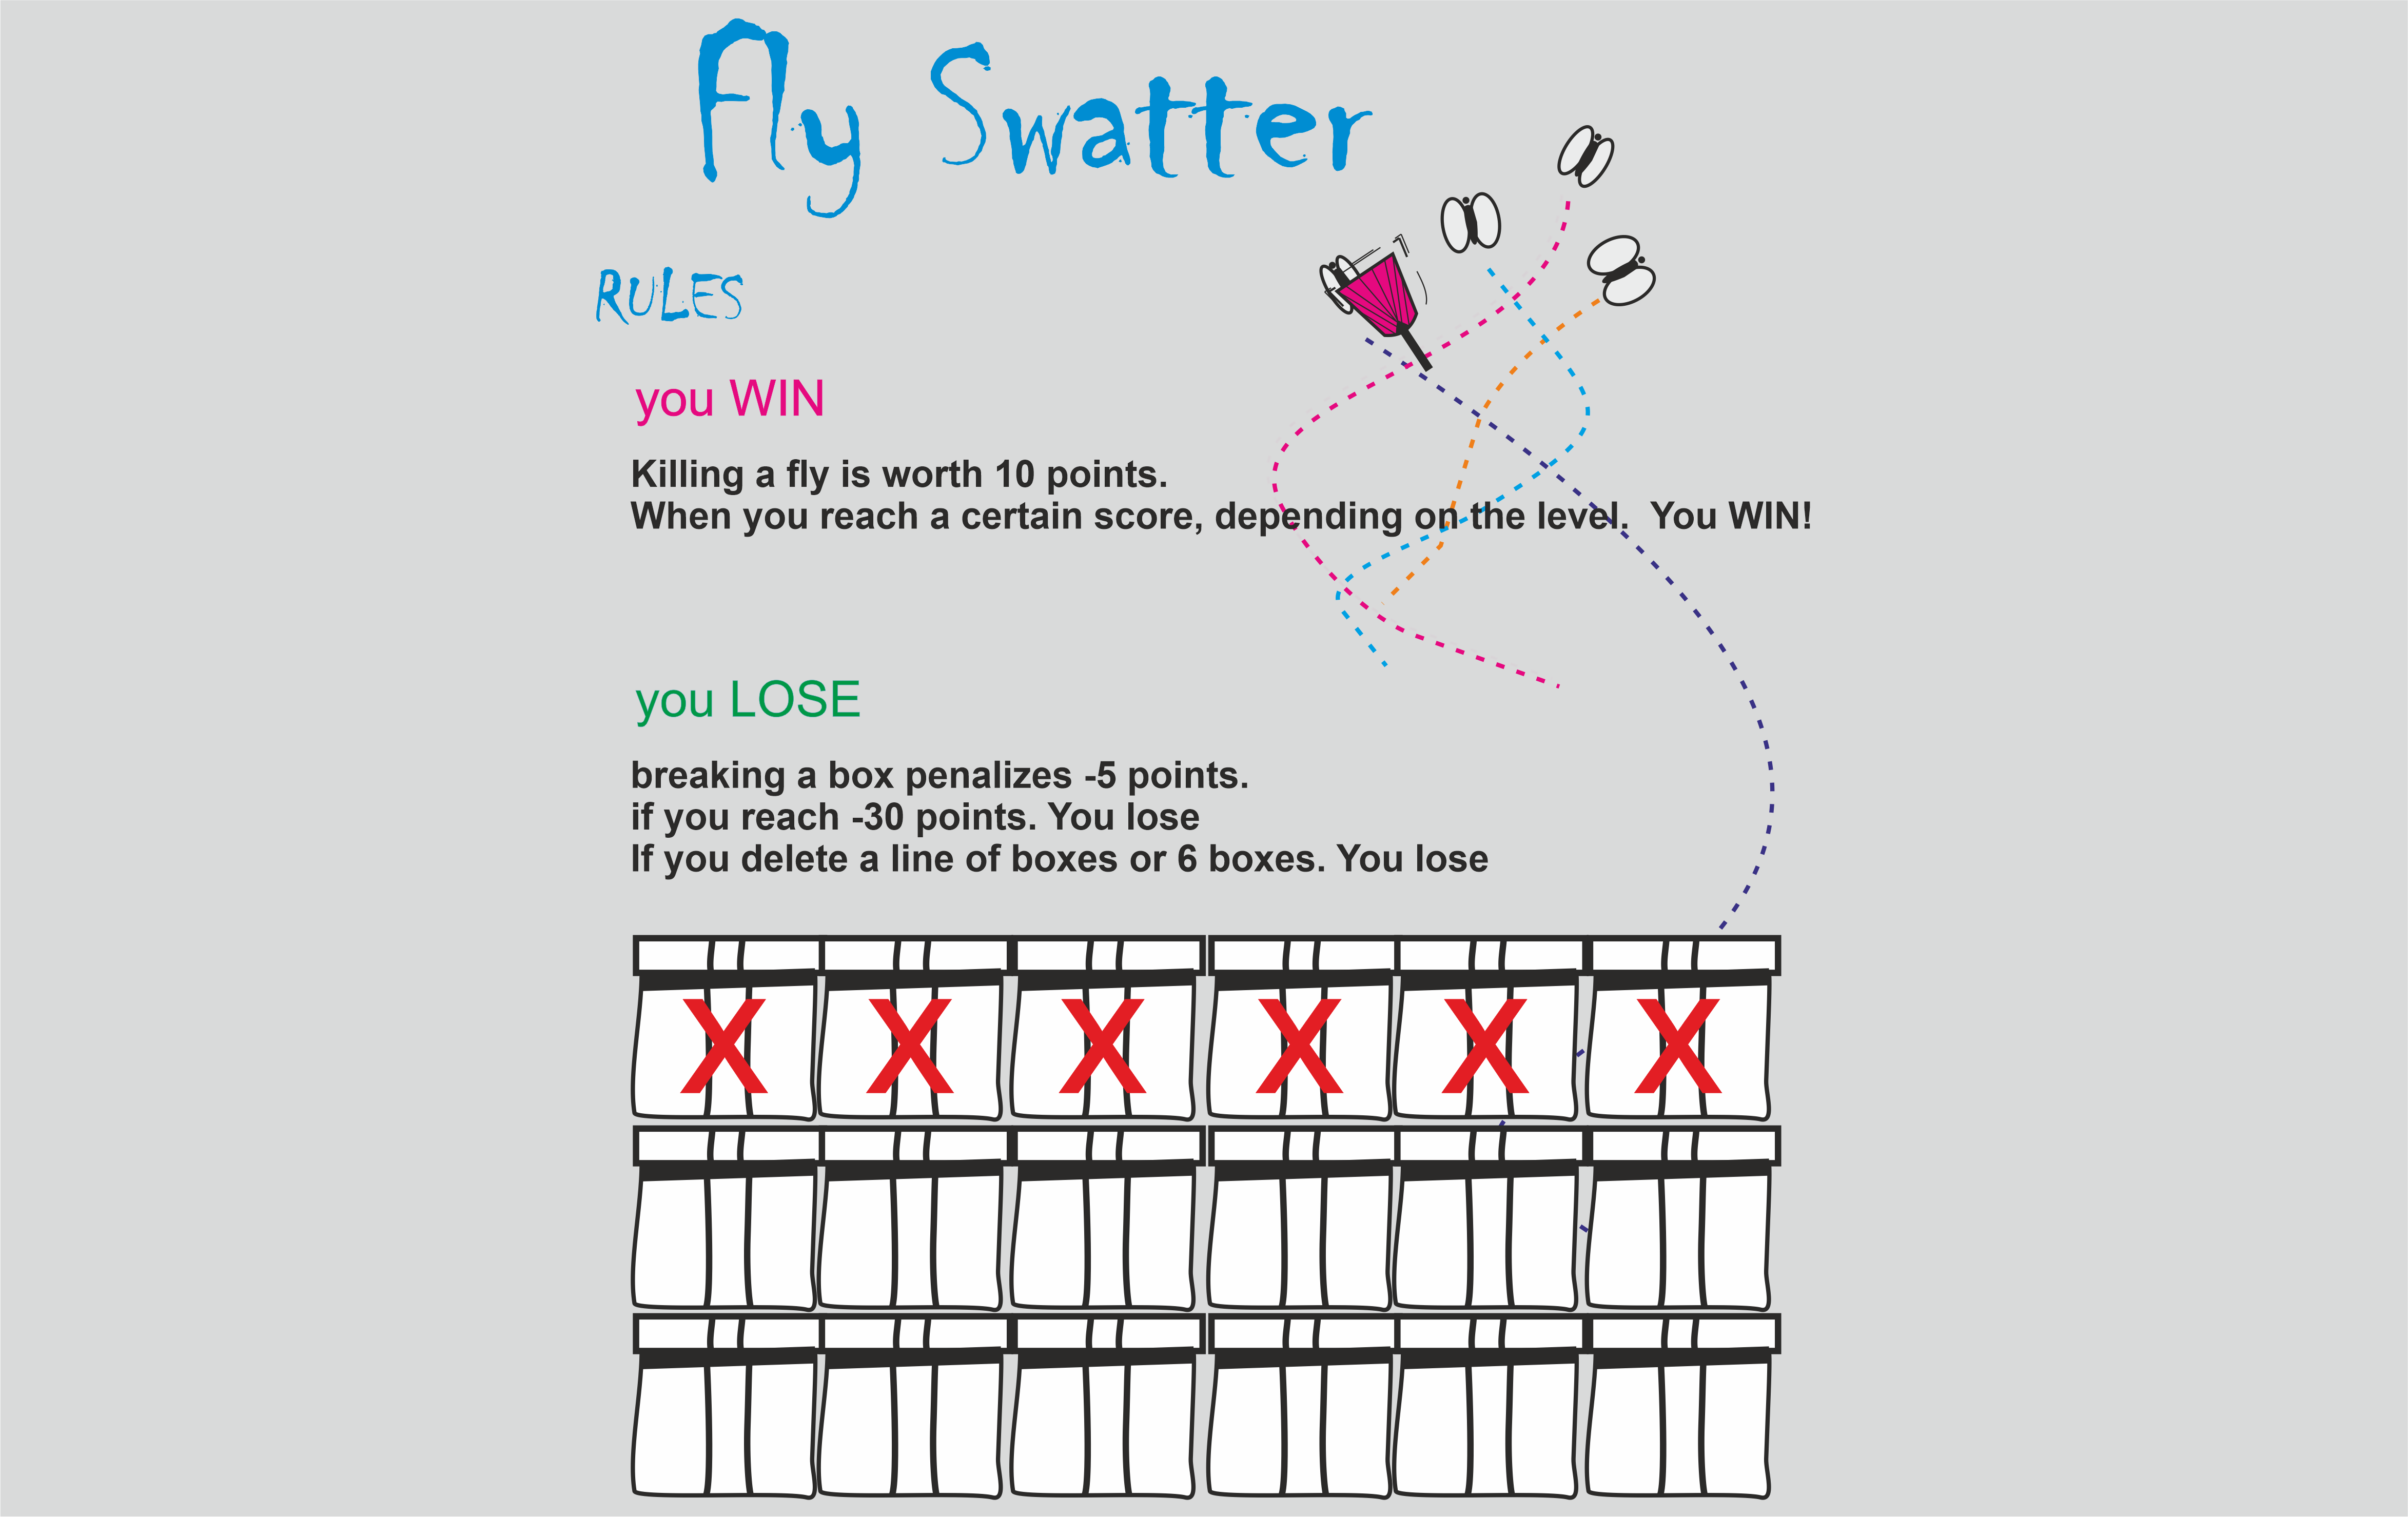 Fly Swatter
RULES
you WIN
Killing a fly is worth 10 points.
When you reach a certain score, depending on the level.  You WIN!
you LOSE
breaking a box penalizes -5 points.
if you reach -30 points. You lose
If you delete a line of boxes or 6 boxes. You lose
X X X X X X